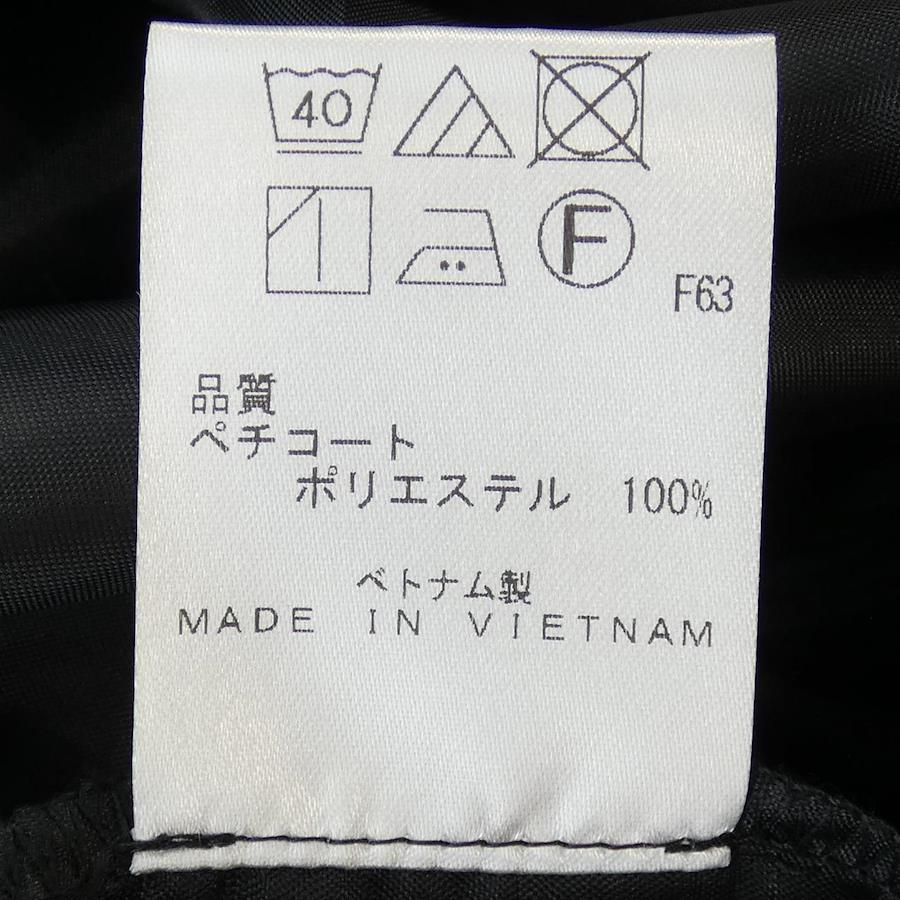 40
F
F63
品質
ペチコート
ポリエステル 100%
ベトナム製
MADE IN VIETNAM